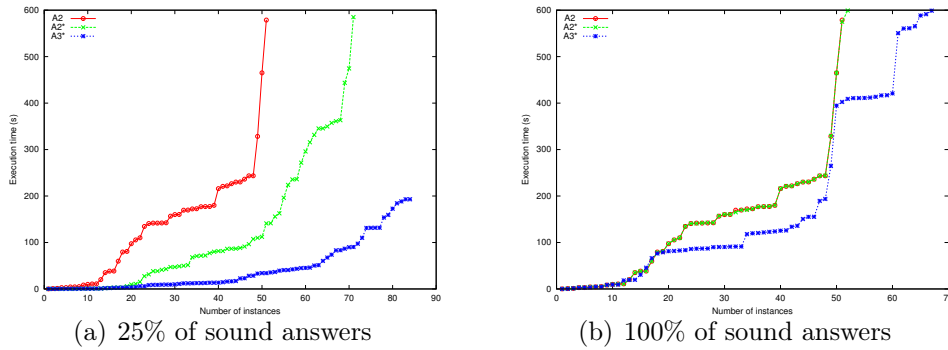 600
500
400
300
200
100
0
Execution time (s)
A2
A2*
A3*
0 10 20 30 40 50 60 70 80 90
Number of instances
(a) 25% of sound answers
600
500
400
300
200
100
0
Execution time (s)
A2
A2*
A3*
0 10 20 30 40 50 60 7
Number of instances
(b) 100% of sound answers